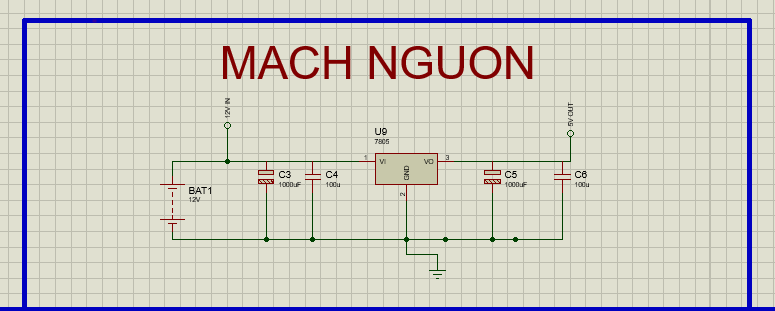 MACH NGUON
12V IN
5V OUT
U9
7805
1
VI
VO
3
GND
2
BAT1
12V
C3
1000uF
C4
100u
C5
1000uF
C6
100u